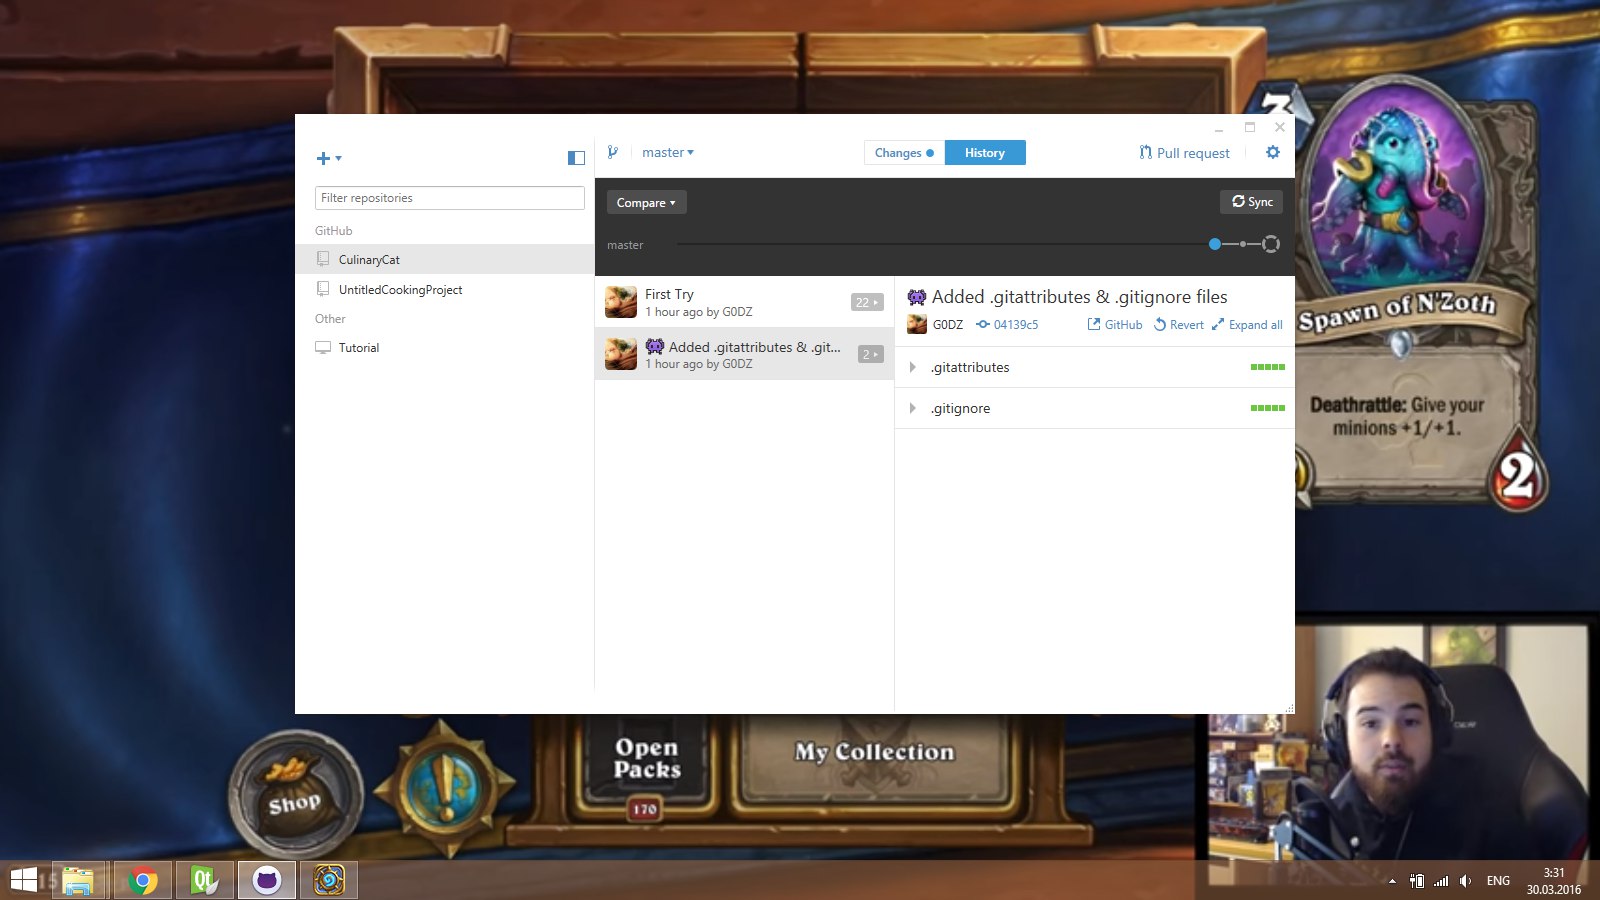 master
Changes
History
Pull request
Filter repositories
GitHub
CulinaryCat
UntitledCookingProject
Other
Tutorial
Compare
Sync
master
First Try
1 hour ago by G0DZ
22
Added .gitattributes & .git...
1 hour ago by G0DZ
2
Added .gitattributes & .gitignore files
G0DZ
04139c5
GitHub
Revert
Expand all
.gitattributes
.gitignore
3
Spawn of N'Zoth
Deathrattle: Give your
minions +1/+1.
2
Shop
Open
Packs
170
My Collection
15
Qt
ENG
3:31
30.03.2016